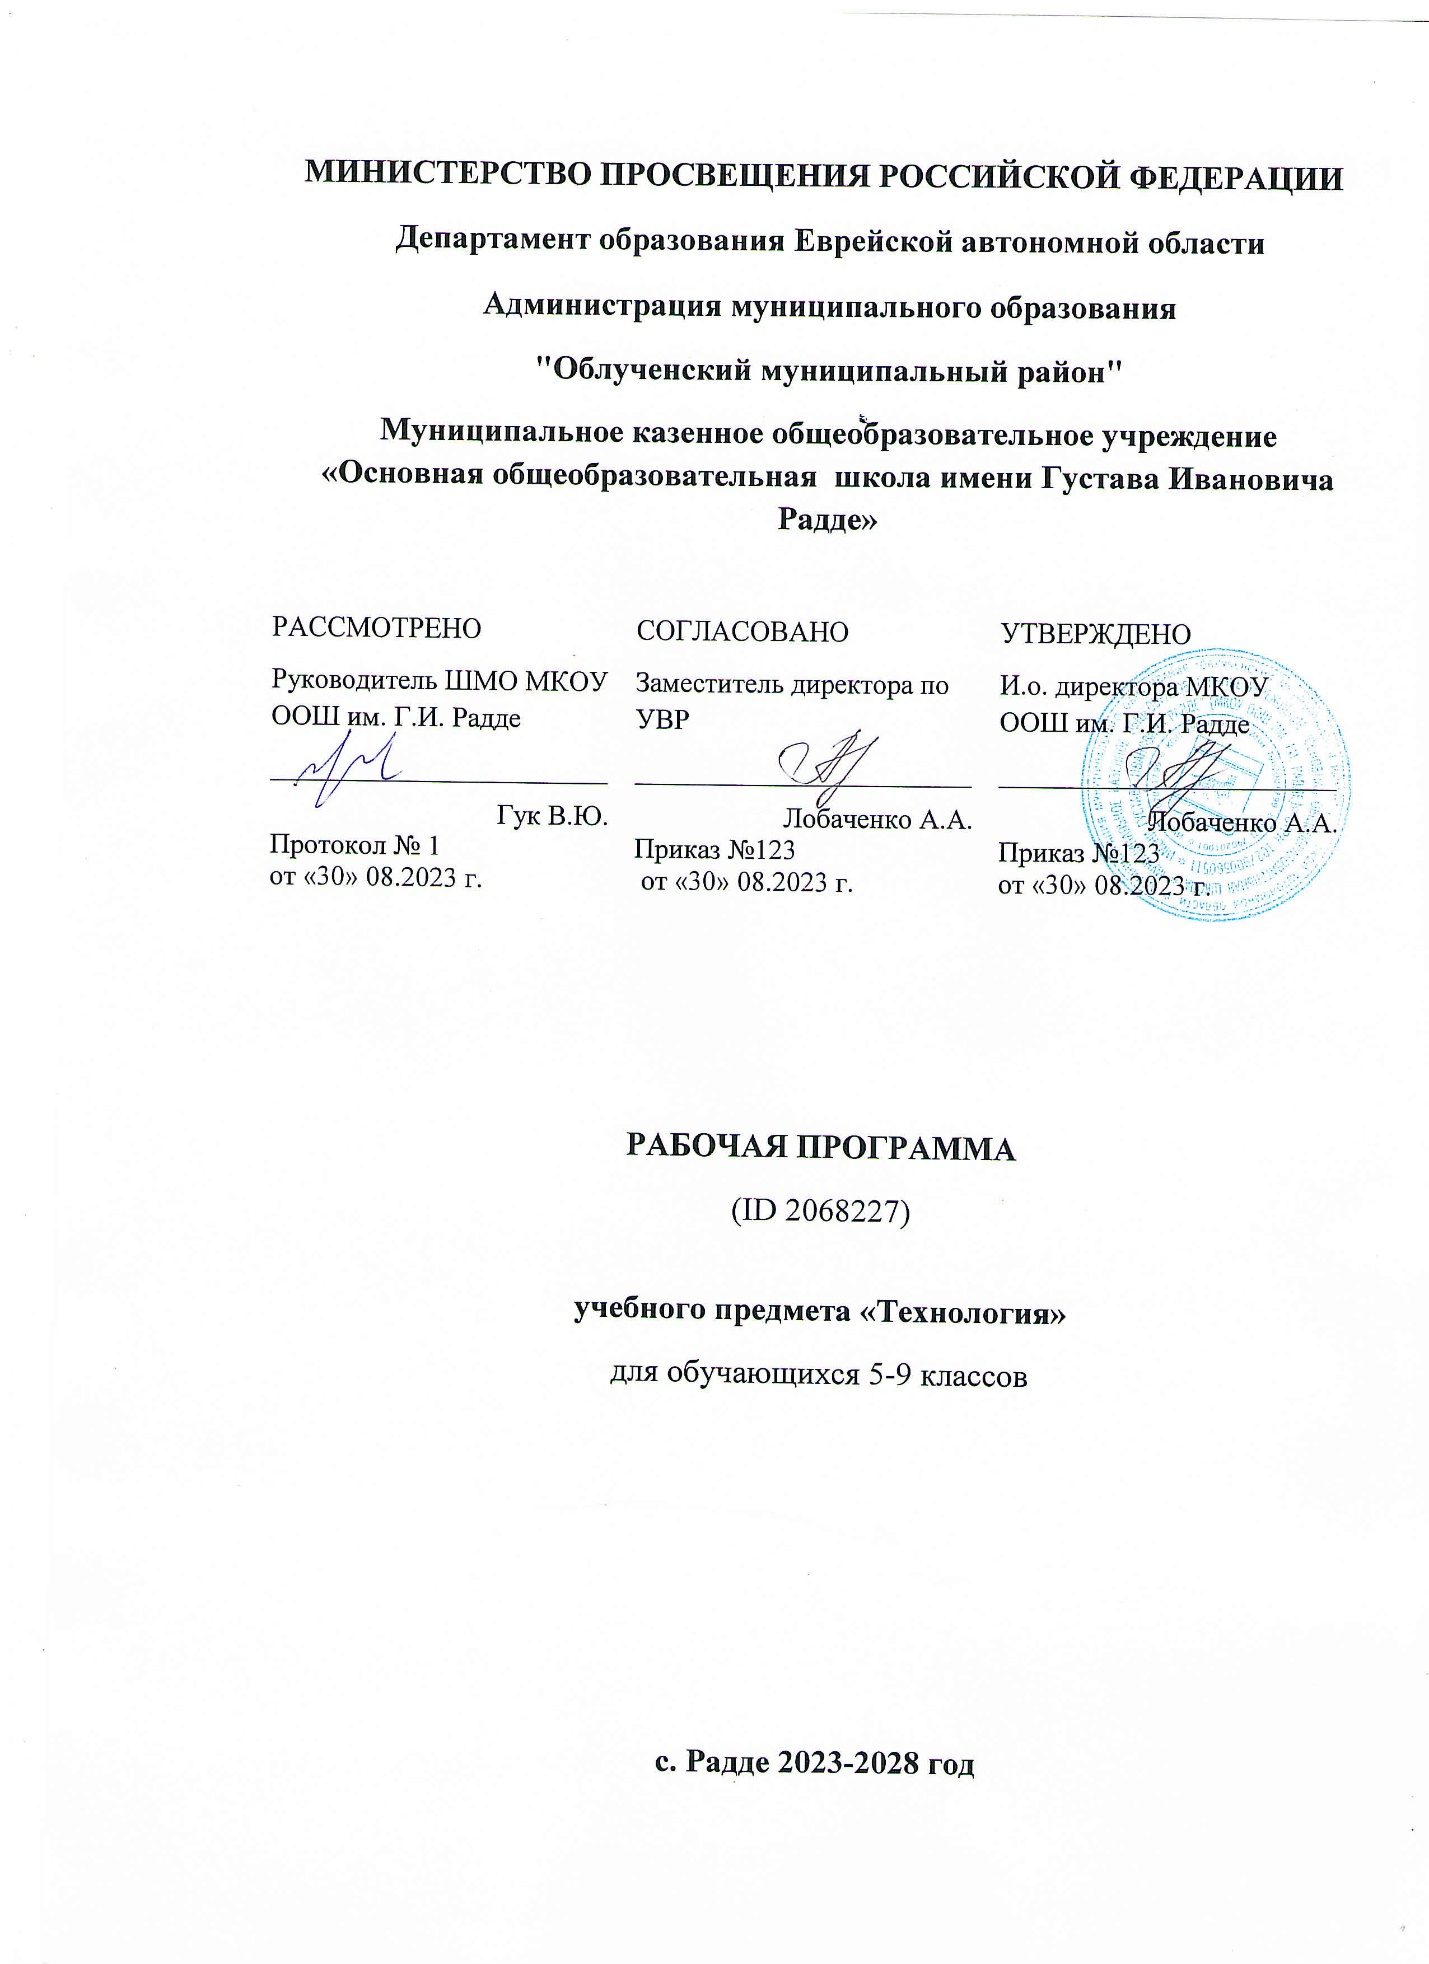 МИНИСТЕРСТВО ПРОСВЕЩЕНИЯ РОССИЙСКОЙ ФЕДЕРАЦИИ
Департамент образования Еврейской автономной области
Администрация муниципального образования
"Облученский муниципальный район"
Муниципальное казенное общеобразовательное учреждение
«Основная общеобразовательная школа имени Густава Ивановича
Радде»
РАССМОТРЕНО
Руководитель ШМО МКОУ
ООШ им. Г.И. Радде
Гук В.Ю.
Протокол № 1
от «30» 08.2023 г.
СОГЛАСОВАНО
Заместитель директора по
УВР
Лобаченко А.А.
Приказ №123
от «30» 08.2023 г.
УТВЕРЖДЕНО
И.о. директора МКОУ
ООШ им. Г.И. Радде
Лобаченко А.А.
Приказ №123
от «30» 08.2023 г.
РАБОЧАЯ ПРОГРАММА
(ID 2068227)
учебного предмета «Технология»
для обучающихся 5-9 классов
с. Радде 2023-2028 год